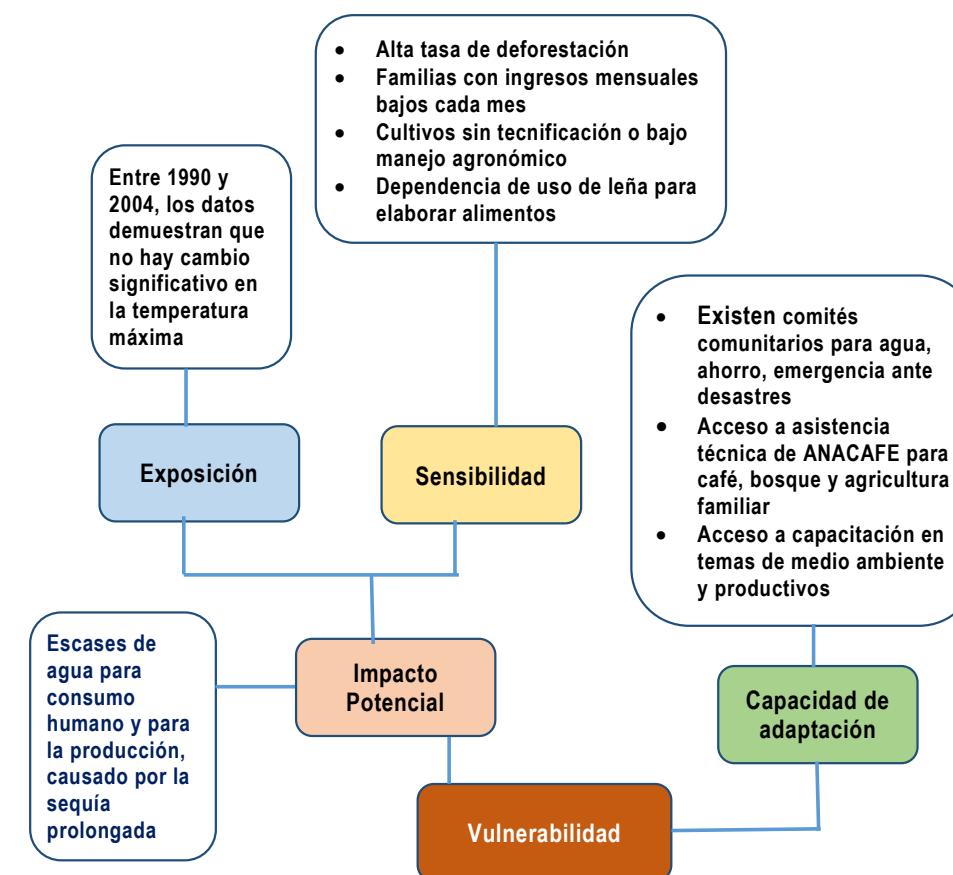 • Alta tasa de deforestación
• Familias con ingresos mensuales
bajos cada mes
• Cultivos sin tecnificación o bajo
manejo agronómico
• Dependencia de uso de leña para
elaborar alimentos
Entre 1990 y
2004, los datos
demuestran que
no hay cambio
significativo en
la temperatura
máxima
• Existen comités
comunitarios para agua,
ahorro, emergencia ante
desastres
• Acceso a asistencia
técnica de ANACAFE para
café, bosque y agricultura
familiar
• Acceso a capacitación en
temas de medio ambiente
y productivos
Exposición
Sensibilidad
Escases de
agua para
consumo
humano y para
la producción,
causado por la
sequía
prolongada
Impacto
Potencial
Capacidad de
adaptación
Vulnerabilidad